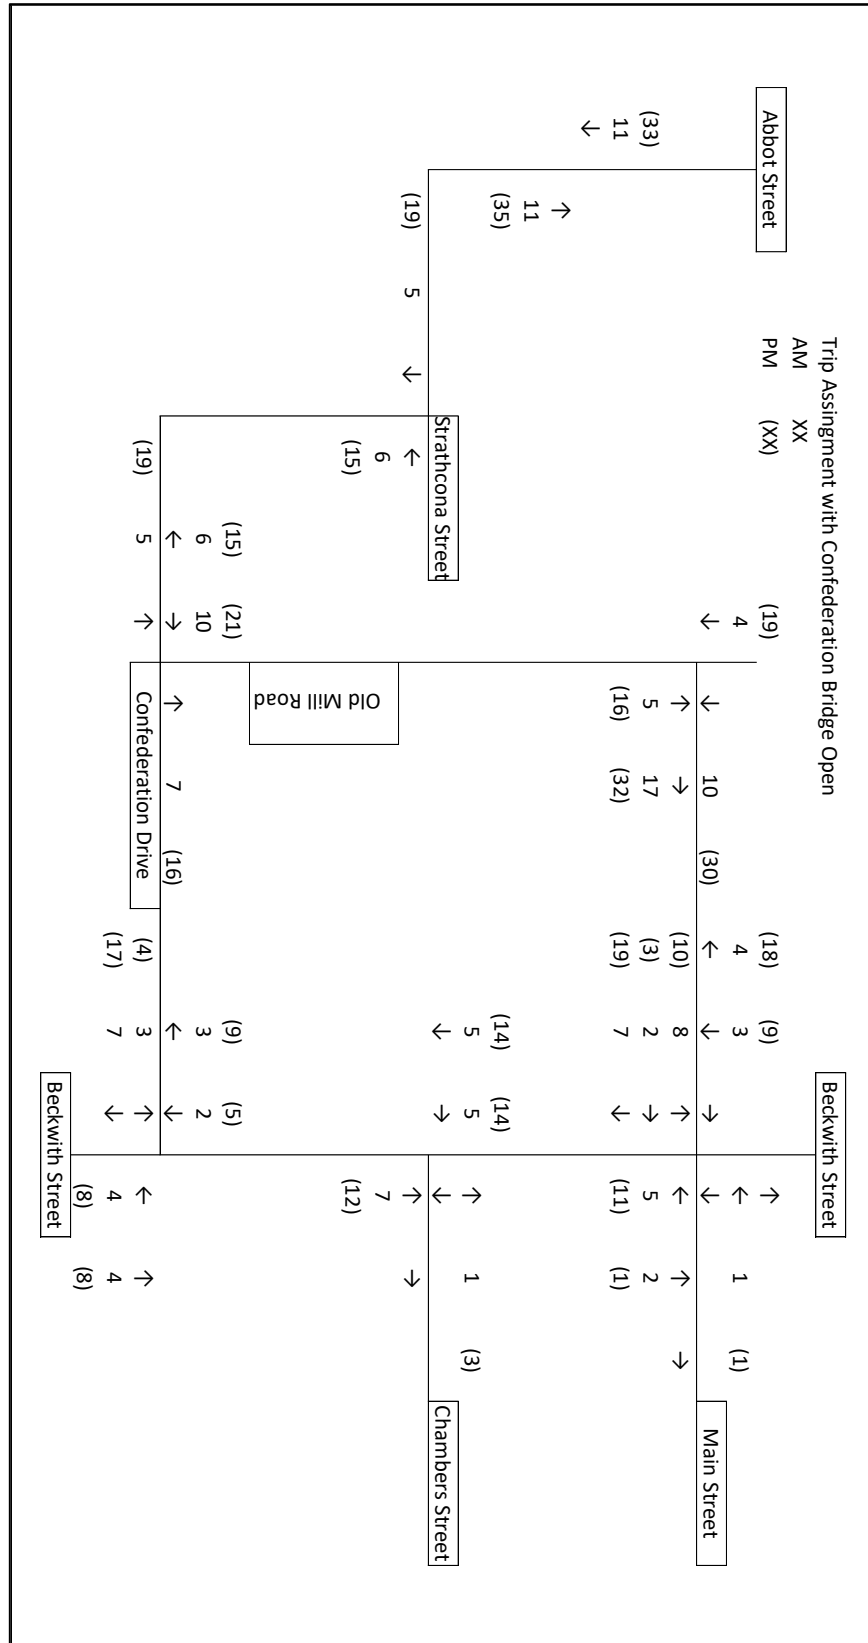 Trip Assingment with Confederation Bridge Open
Beckwith Street
AM XX
Abbot Street
PM (XX)
(19) (18) (9)
4 4 3 1 (1)
10 (30)
Main Street
(10) 8
(33) 5 17 (3) 2 5 2
11 (16) (32) (19) 7 (11) (1)
11
(35) (14) (14)
5 5 1 (3)
Strathcona Street
Chambers Street
(19) 5
6 7
(15) (12)
Old Mill Road
(15) (21) (9) (5)
6 10 3 2
7 (16)
(19) 5
Confederation Drive
(4) 3
(17) 7 4 4
(8) (8)
Beckwith Street